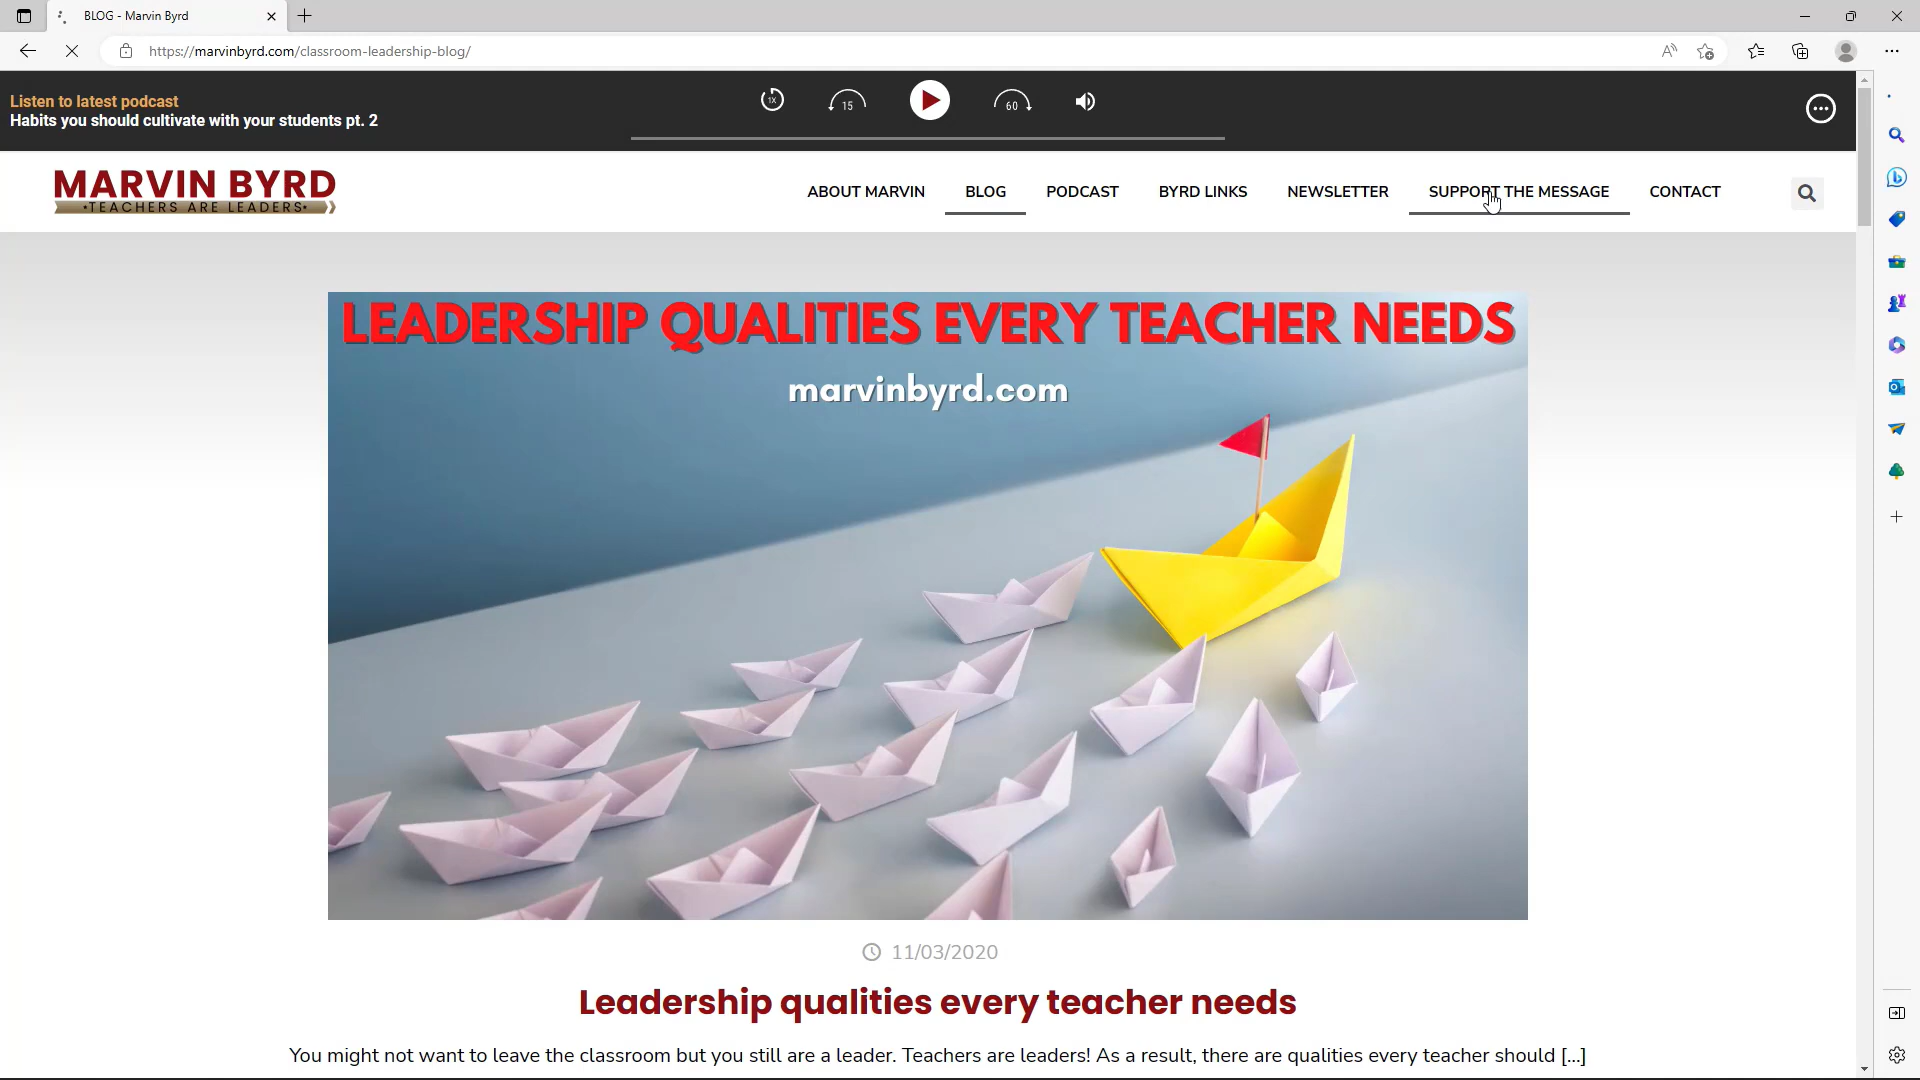 BLOG - Marvin Byrd
https://marvinbyrd.com/classroom-leadership-blog/
Listen to latest podcast
Habits you should cultivate with your students pt. 2
1X
15
60
MARVIN BYRD
•TEACHERS ARE LEADERS•
ABOUT MARVIN
BLOG
PODCAST
BYRD LINKS
NEWSLETTER
SUPPORT THE MESSAGE
CONTACT
LEADERSHIP QUALITIES EVERY TEACHER NEEDS
marvinbyrd.com
11/03/2020
Leadership qualities every teacher needs
You might not want to leave the classroom but you still are a leader. Teachers are leaders! As a result, there are qualities every teacher should [...]